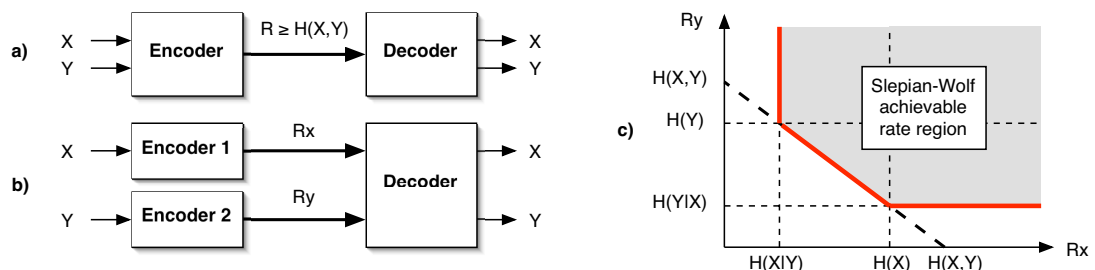 a)
X
Y
Encoder
R ≥ H(X,Y)
Decoder
X
Y
b)
X
Y
Encoder 1
Encoder 2
Rx
Ry
Decoder
X
Y
c)
Ry
H(X,Y)
H(Y)
H(Y|X)
Slepian-Wolf
achievable
rate region
H(X|Y)
H(X)
H(X,Y)
Rx